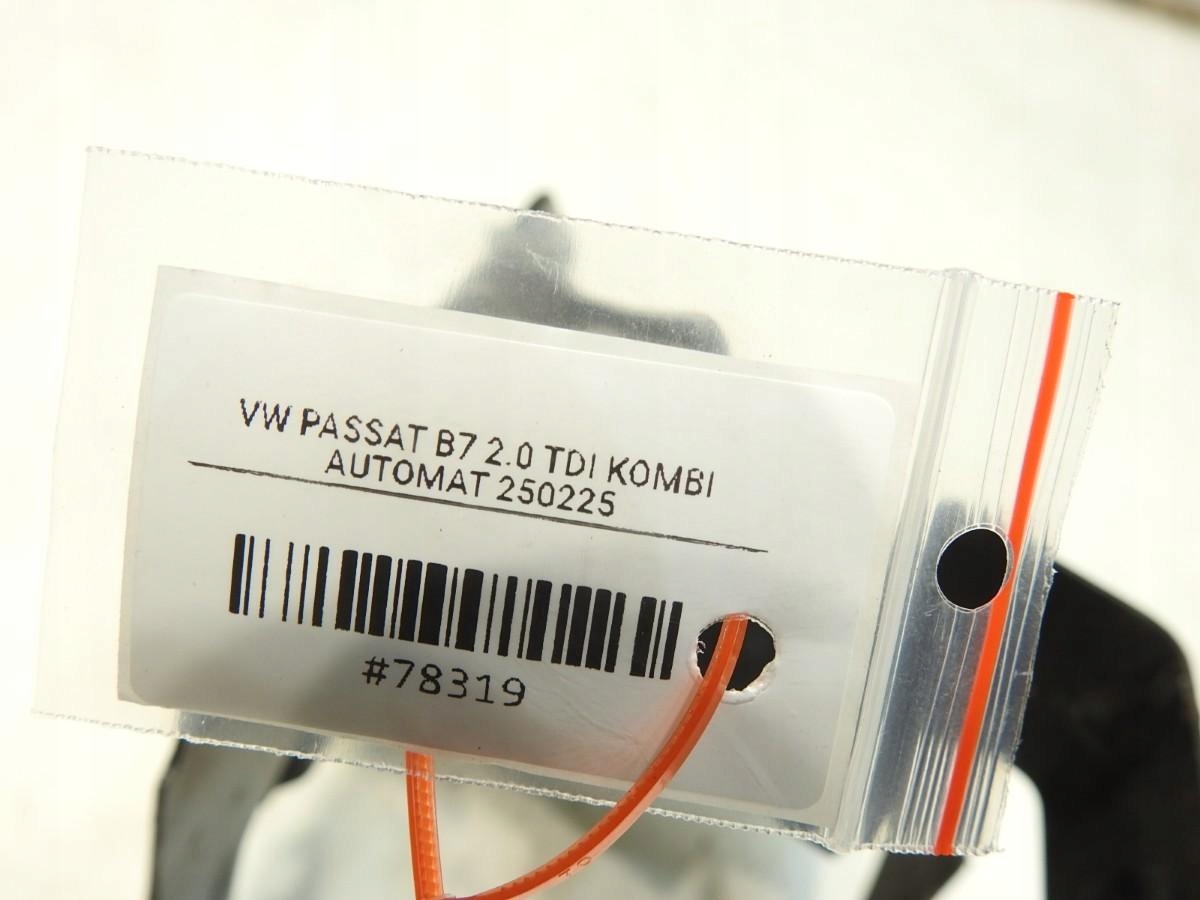 VW PASSAT B7 2.0 TDI KOMBI
AUTOMAT 250225
#78319